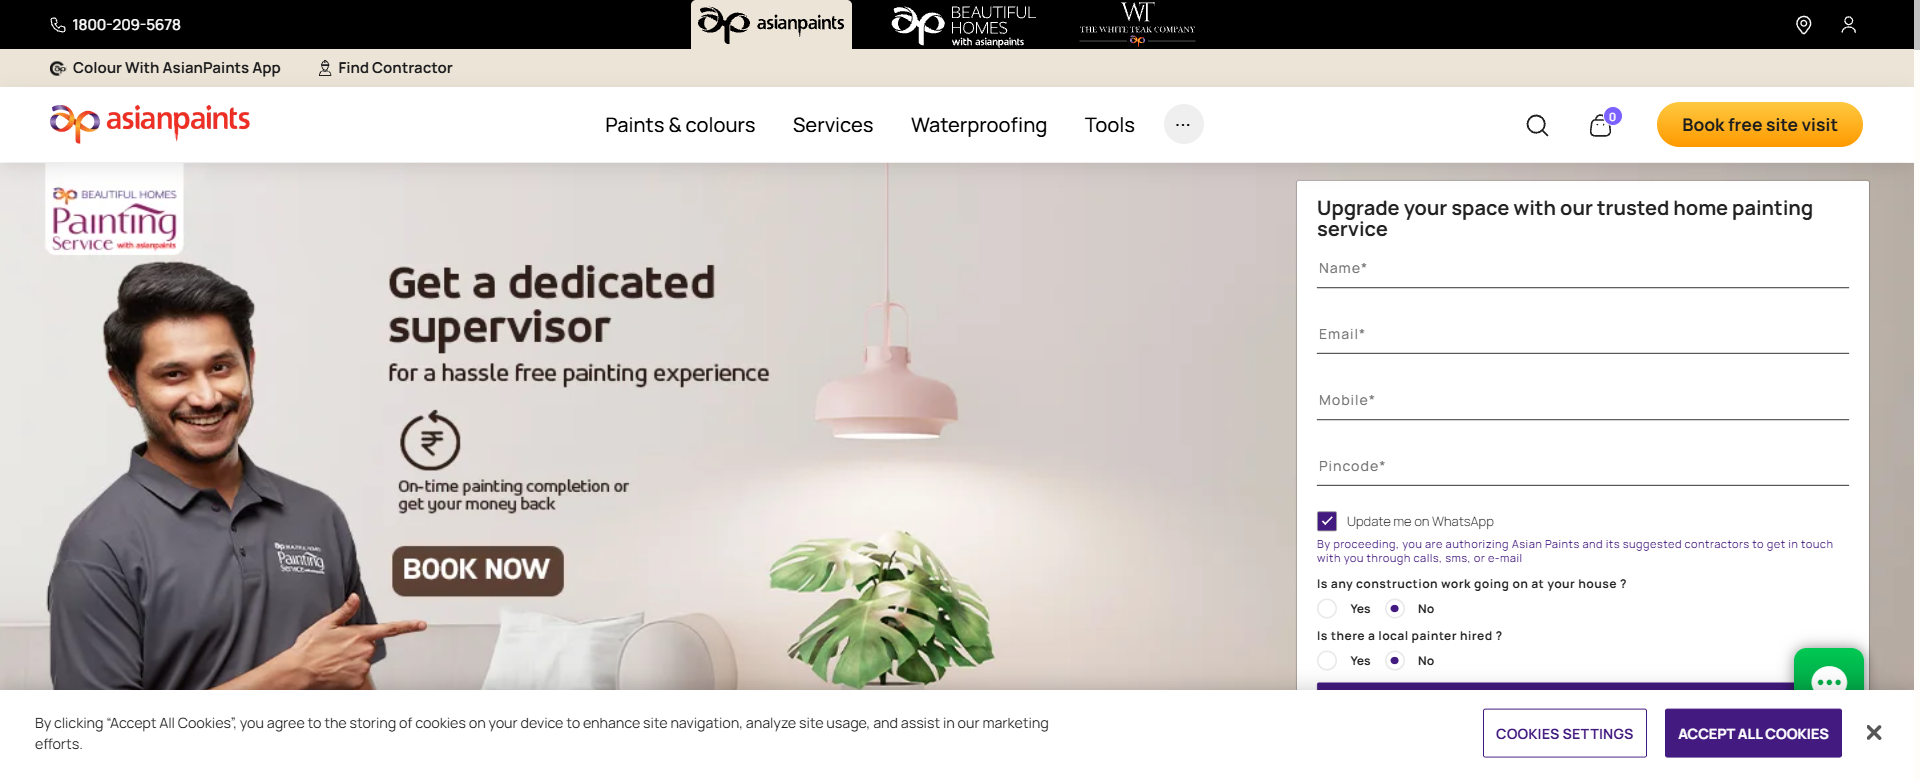 1800-209-5678
asianpaints
BEAUTIFUL
HOMES
with asianpaints
WT
THE WHITE TEAK COMPANY
Colour With AsianPaints App
Find Contractor
asianpaints
Paints & colours
Services
Waterproofing
Tools
...
0
Book free site visit
BEAUTIFUL HOMES
Painting
Service with asianpaints
Get a dedicated
supervisor
for a hassle free painting experience
₹
On-time painting completion or
get your money back
BOOK NOW
BEAUTIFUL HOMES
Painting
Service
Upgrade your space with our trusted home painting
service
Name*
Email*
Mobile*
Pincode*
Update me on WhatsApp
By proceeding, you are authorizing Asian Paints and its suggested contractors to get in touch
with you through calls, sms, or e-mail
Is any construction work going on at your house ?
Yes No
Is there a local painter hired ?
Yes No
By clicking “Accept All Cookies”, you agree to the storing of cookies on your device to enhance site navigation, analyze site usage, and assist in our marketing
efforts.
COOKIES SETTINGS
ACCEPT ALL COOKIES